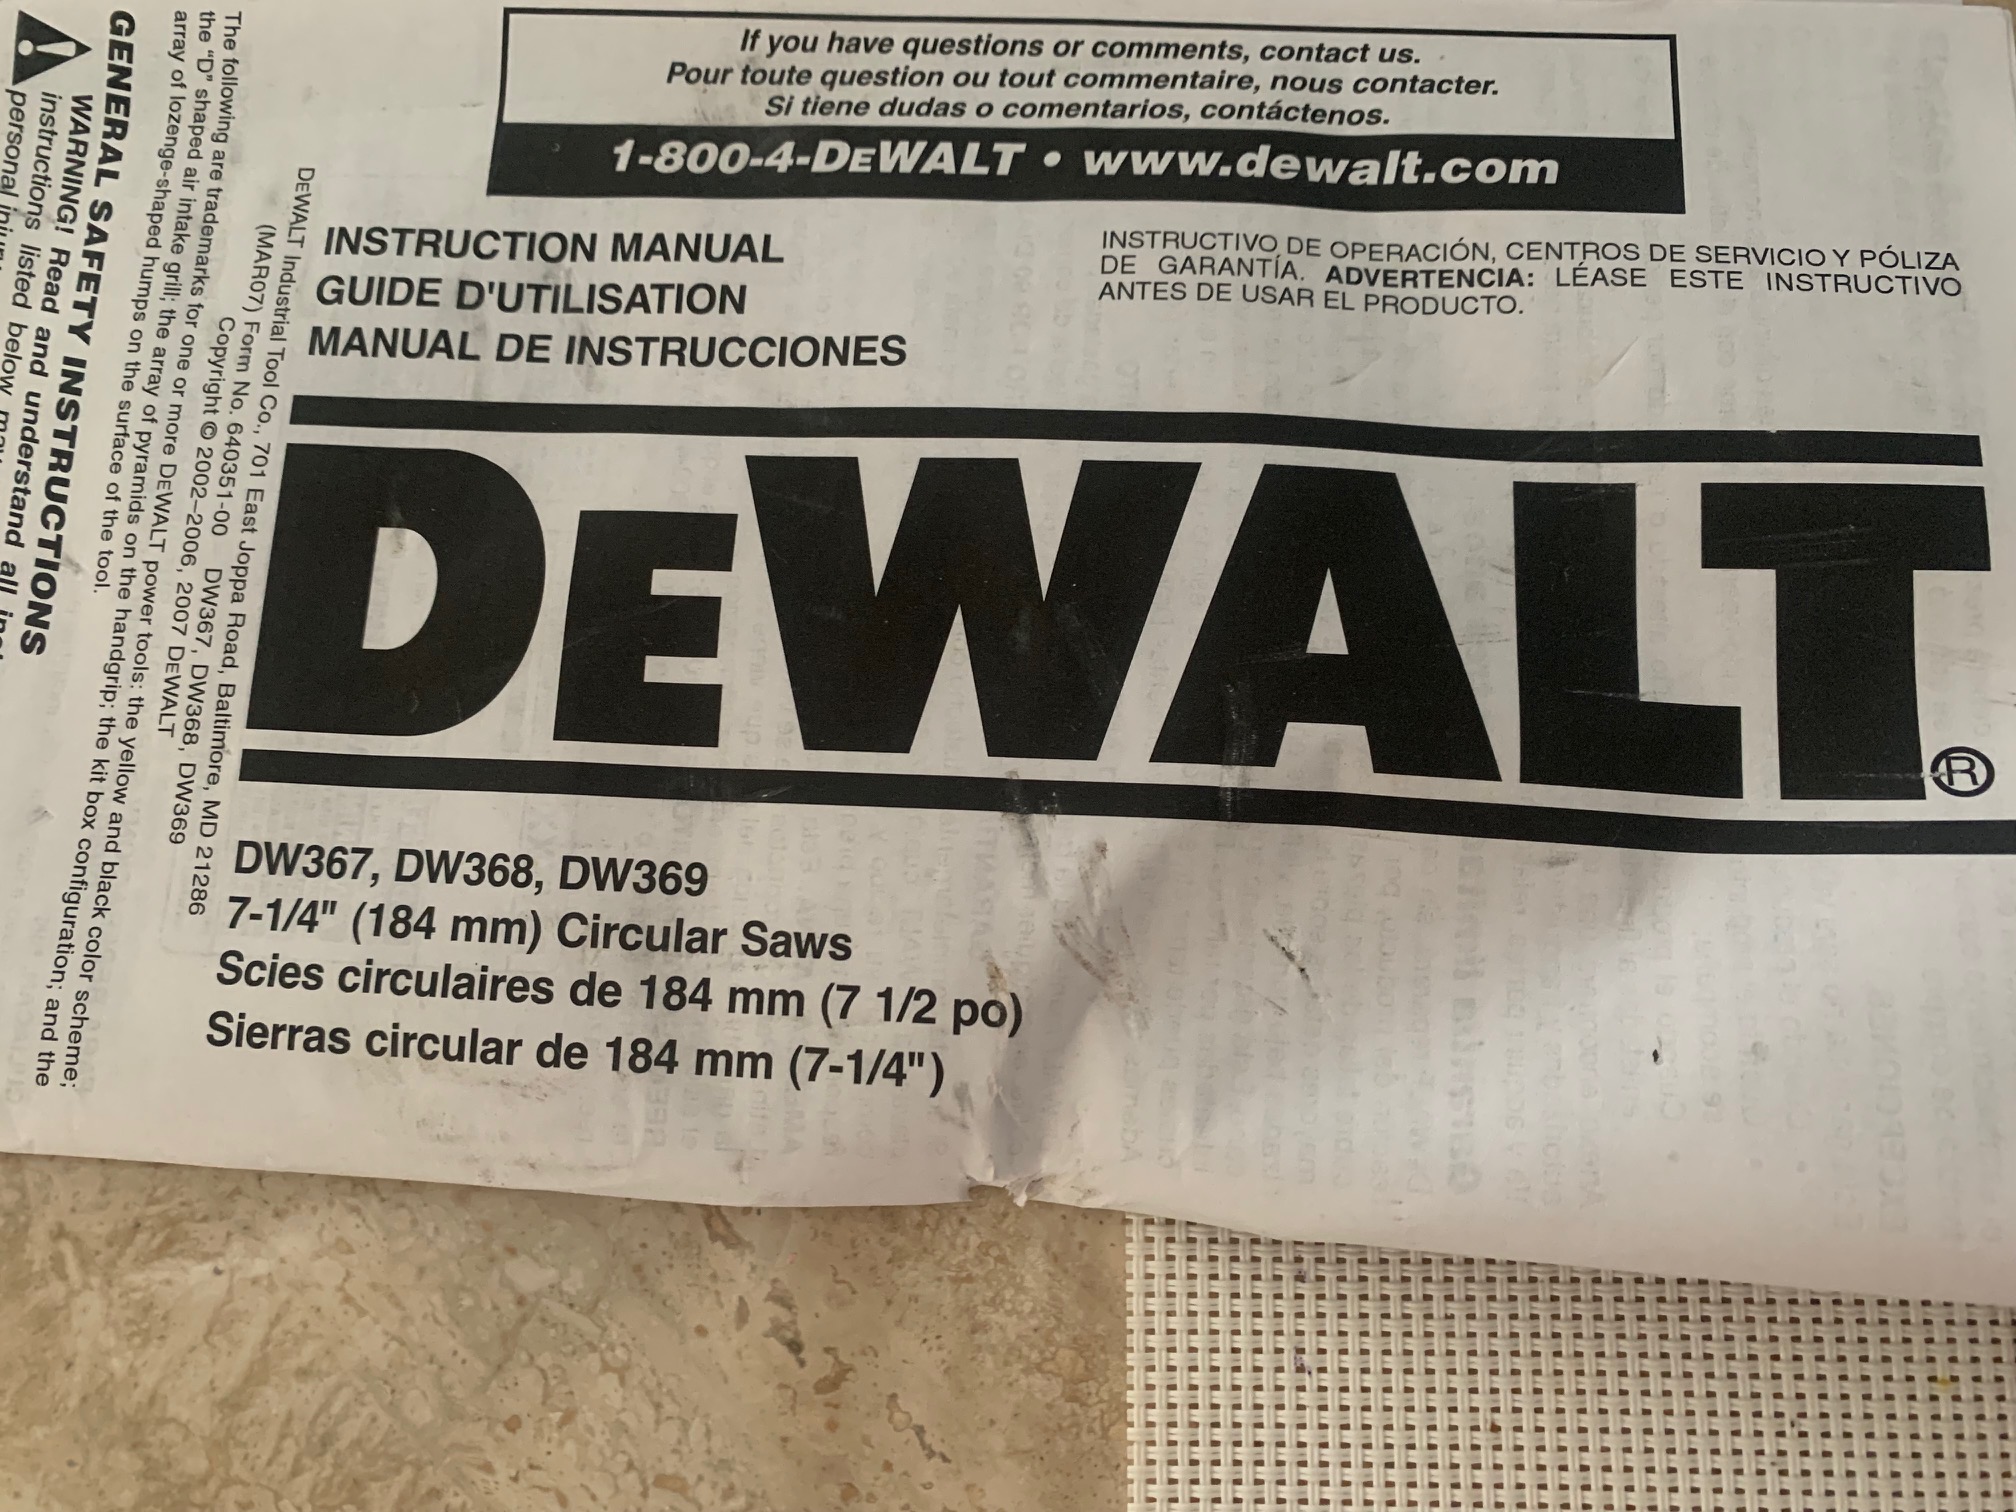 If you have questions or comments, contact us.
Pour toute question ou tout commentaire, nous contacter.
Si tiene dudas o comentarios, contáctenos.
1-800-4-DEWALT • www.dewalt.com
INSTRUCTION MANUAL
GUIDE D'UTILISATION
MANUAL DE INSTRUCCIONES
INSTRUCTIVO DE OPERACIÓN, CENTROS DE SERVICIO Y PÓLIZA
DE GARANTÍA. ADVERTENCIA: LÉASE ESTE INSTRUCTIVO
ANTES DE USAR EL PRODUCTO.
DEWALT®
DW367, DW368, DW369
7-1/4" (184 mm) Circular Saws
Scies circulaires de 184 mm (7 1/2 po)
Sierras circular de 184 mm (7-1/4")
DEWALT Industrial Tool Co., 701 East Joppa Road, Baltimore, MD 21286
(MAR07) Form No. 640351-00 DW367, DW368, DW369
Copyright © 2002–2006, 2007 DEWALT
The following are trademarks for one or more DEWALT power tools: the yellow and black color scheme;
the "D" shaped air intake grill; the array of pyramids on the handgrip; the kit box configuration; and the
array of lozenge-shaped humps on the surface of the tool.
GENERAL SAFETY INSTRUCTIONS
WARNING! Read and understand all
instructions listed below may
personal